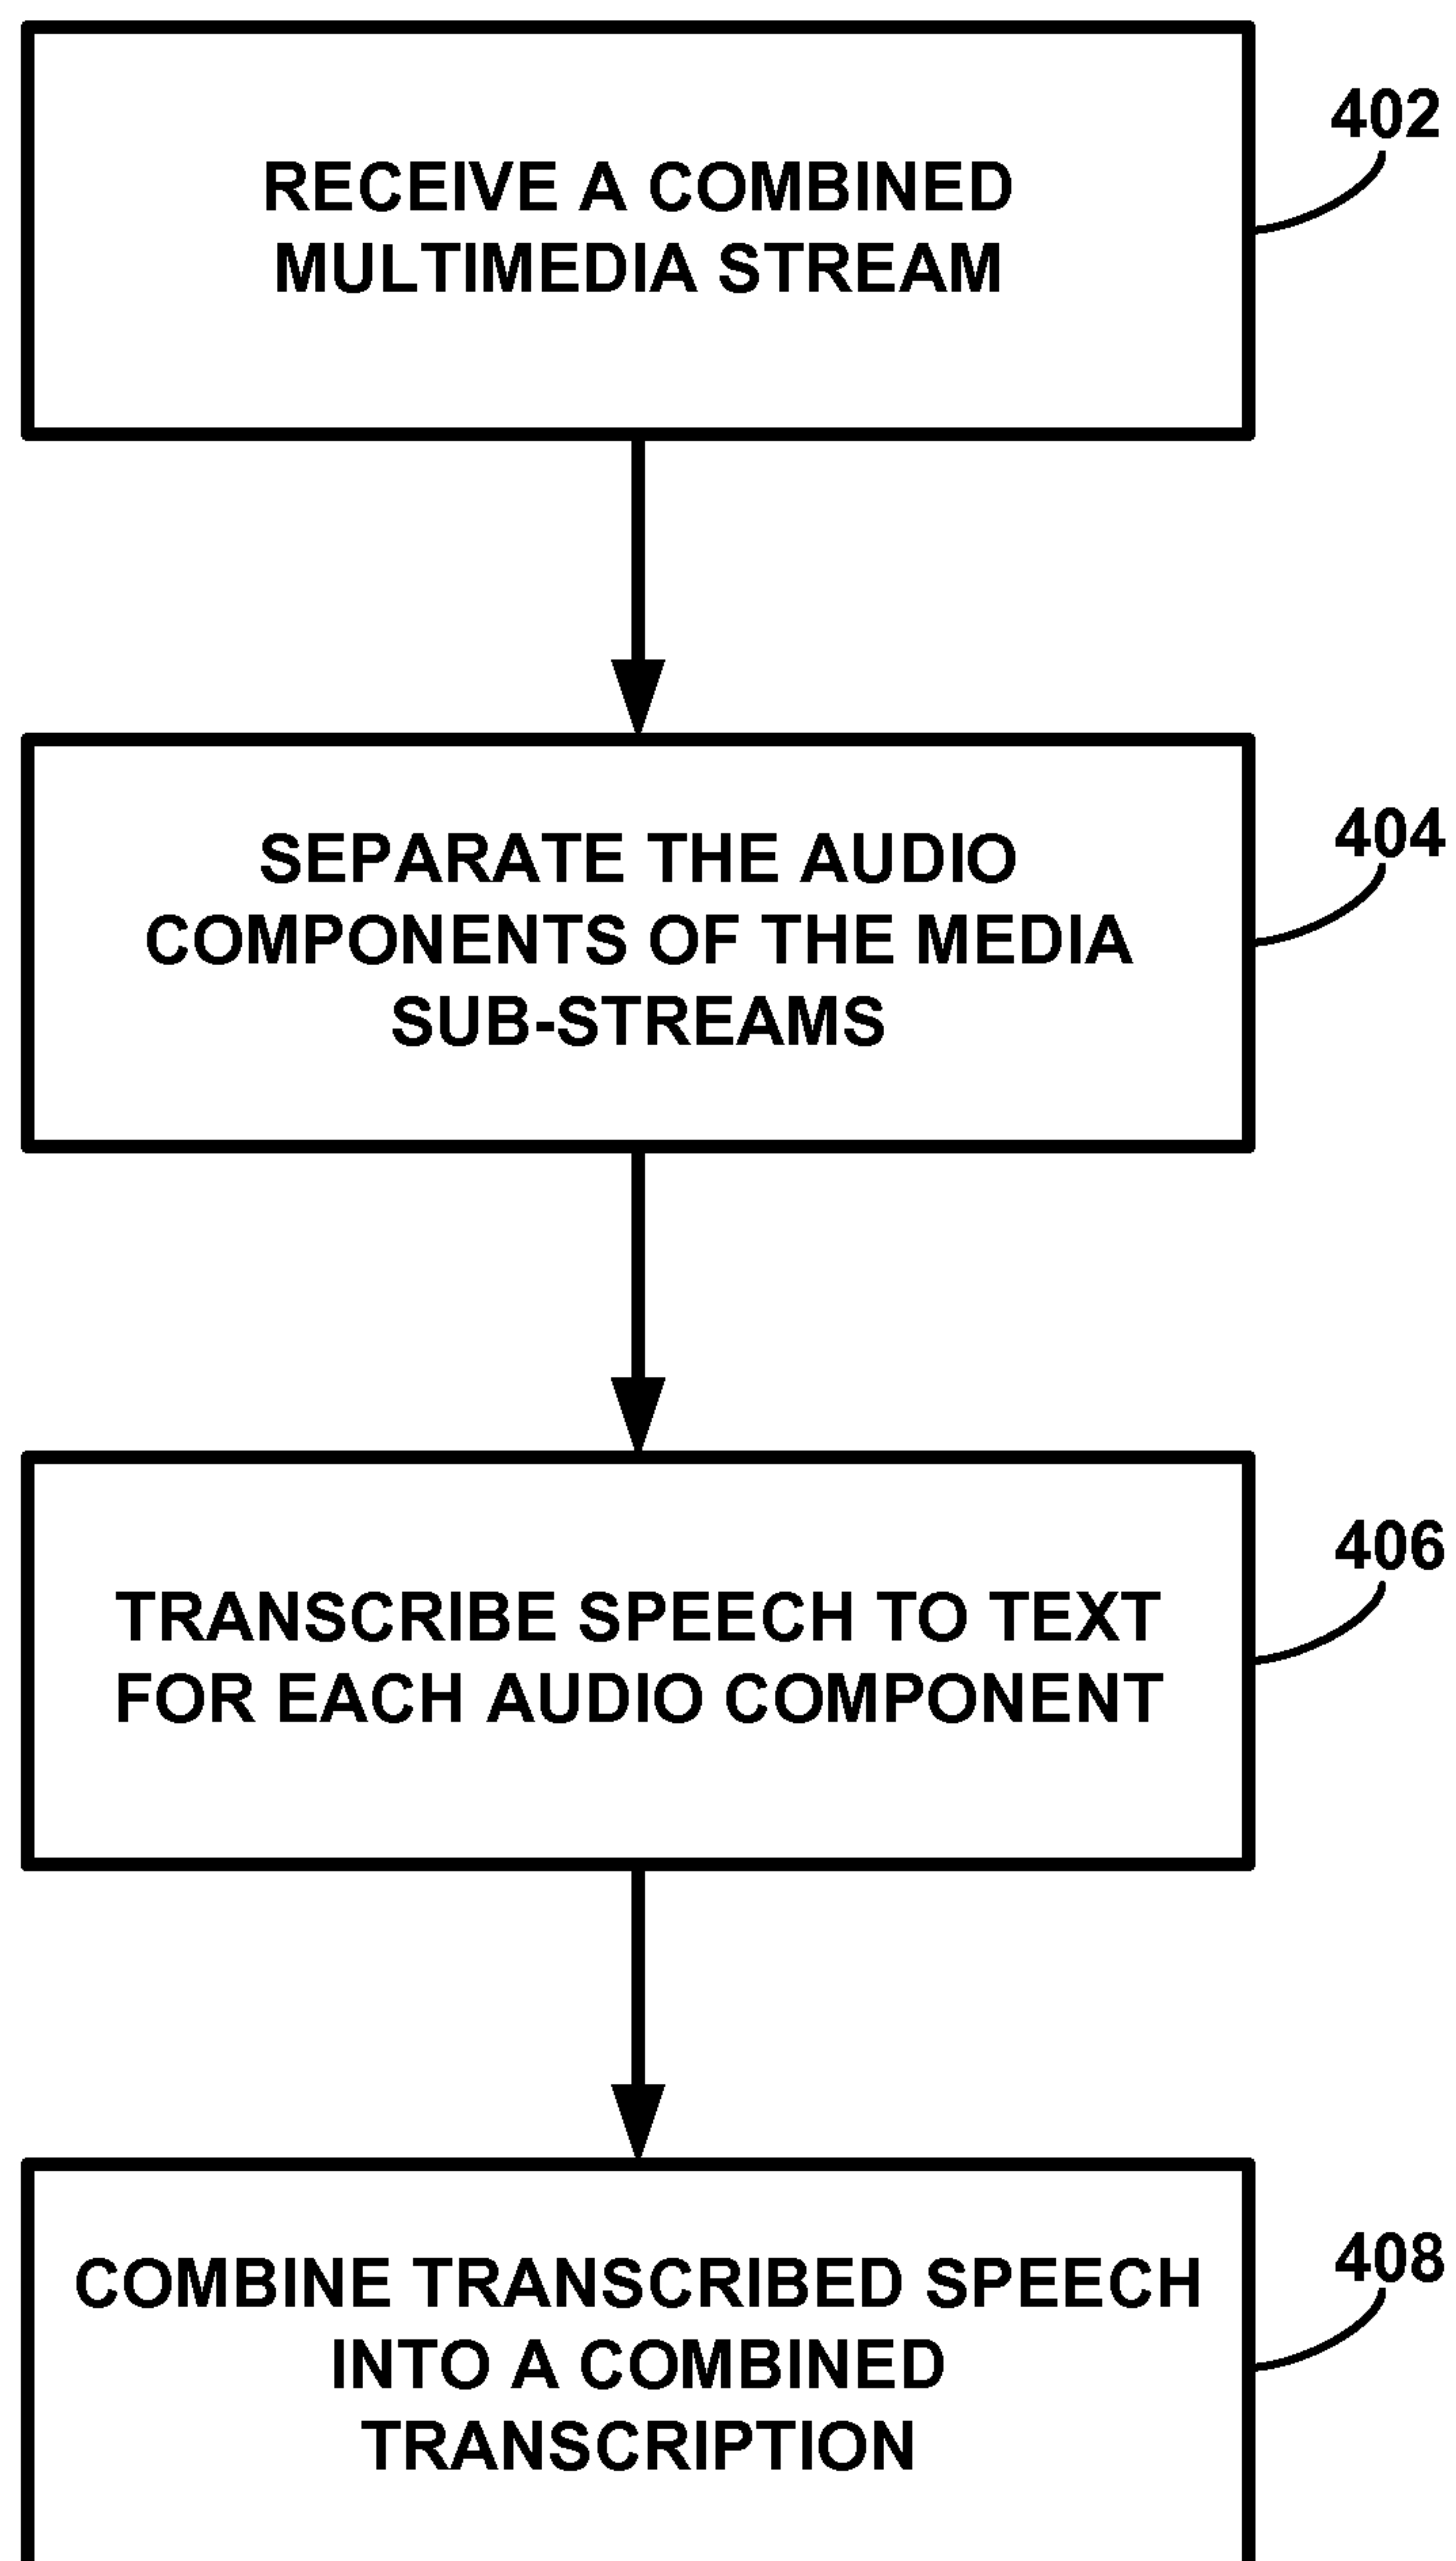 RECEIVE A COMBINED
MULTIMEDIA STREAM
402
SEPARATE THE AUDIO
COMPONENTS OF THE MEDIA
SUB-STREAMS
404
TRANSCRIBE SPEECH TO TEXT
FOR EACH AUDIO COMPONENT
406
COMBINE TRANSCRIBED SPEECH
INTO A COMBINED
TRANSCRIPTION
408